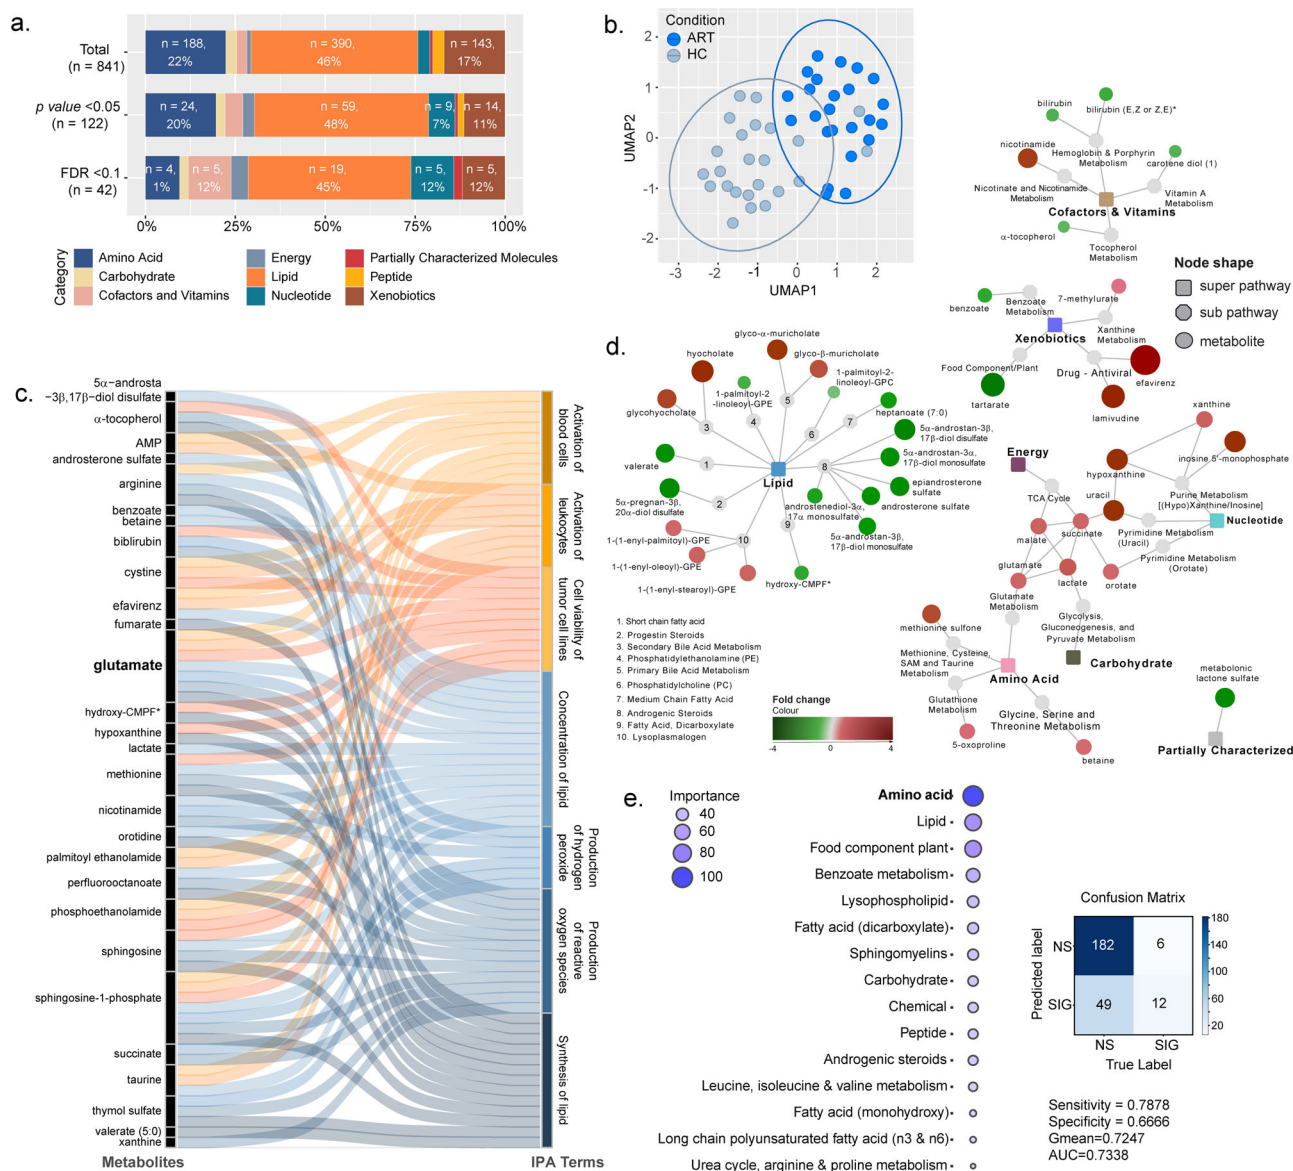 a.
Total
(n = 841)
n = 188,
22%
n = 390,
46%
n = 143,
17%
p value <0.05
(n = 122)
n = 24,
20%
n = 59,
48%
n = 9,
7%
n = 14,
11%
FDR <0.1
(n = 42)
n = 4,
1%
n = 5,
12%
n = 19,
45%
n = 5,
12%
n = 5,
12%
0%
25%
50%
75%
100%
Category
Amino Acid
Carbohydrate
Cofactors and Vitamins
Energy
Lipid
Nucleotide
Partially Characterized Molecules
Peptide
Xenobiotics
b.
Condition
ART
HC
UMAP2
2
1
0
-1
-2
-3
-2
-1
0
1
2
UMAP1
c.
5α−androsta
−3β,17β−diol disulfate
α−tocopherol
AMP
androsterone sulfate
arginine
benzoate
betaine
biblirubin
cystine
efavirenz
fumarate
glutamate
hydroxy-CMPF*
hypoxanthine
lactate
methionine
nicotinamide
orotidine
palmitoyl ethanolamide
perfluorooctanoate
phosphoethanolamide
sphingosine
sphingosine-1-phosphate
succinate
taurine
thymol sulfate
valerate (5:0)
xanthine
Metabolites
Activation of
blood cells
Activation of
leukocytes
Cell viability of
tumor cell lines
Concentration of lipid
Production
of hydrogen
peroxide
Production
of reactive
oxygen species
Synthesis of lipid
IPA Terms
d.
bilirubin
bilirubin (E,Z or Z,E)*
nicotinamide
Hemoglobin & Porphyrin
Metabolism
carotene diol (1)
Nicotinate and Nicotinamide
Metabolism
Vitamin A
Metabolism
Cofactors & Vitamins
α-tocopherol
Tocopherol
Metabolism
Node shape
super pathway
sub pathway
metabolite
benzoate
Benzoate
Metabolism
7-methylurate
Xanthine
Metabolism
Xenobiotics
Food Component/Plant
Drug - Antiviral
efavirenz
tartarate
lamivudine
glyco-α-muricholate
hyocholate
glyco-β-muricholate
1-palmitoyl-2
-linoleoyl-GPE
1-palmitoyl-2-
linoleoyl-GPC
glycohyocholate
heptanoate (7:0)
5α-androstan-3β,
17β-diol disulfate
valerate
5α-androstan-3α,
17β-diol monosulfate
Lipid
5α-pregnan-3β,
20α-diol disulfate
epiandrosterone
sulfate
androstenediol-3α,
17α monosulfate
androsterone sulfate
1-(1-enyl-palmitoyl)-GPE
5α-androstan-3β,
17β-diol monosulfate
1-(1-enyl-oleoyl)-GPE
1-(1-enyl-stearoyl)-GPE
hydroxy-CMPF*
1
2
3
4
5
6
7
8
9
10
1. Short chain fatty acid
2. Progestin Steroids
3. Secondary Bile Acid Metabolism
4. Phosphatidylethanolamine (PE)
5. Primary Bile Acid Metabolism
6. Phosphatidylcholine (PC)
7. Medium Chain Fatty Acid
8. Androgenic Steroids
9. Fatty Acid, Dicarboxylate
10. Lysoplasmalogen
Fold change
Colour
-4
0
4
xanthine
Energy
hypoxanthine
inosine 5'-monophosphate
TCA Cycle
uracil
Purine Metabolism
[(Hypo)Xanthine/Inosine]
Nucleotide
malate
succinate
Pyrimidine Metabolism
(Uracil)
glutamate
lactate
orotate
Pyrimidine Metabolism
(Orotate)
Glutamate
Metabolism
Glycolysis,
Gluconeogenesis, and
Pyruvate Metabolism
methionine sulfone
Methionine, Cysteine,
SAM and Taurine
Metabolism
Carbohydrate
Amino Acid
Glutathione
Metabolism
Glycine, Serine and
Threonine Metabolism
5-oxoproline
betaine
metabolonic
lactone sulfate
Partially Characterized
e.
Importance
40
60
80
100
Amino acid
Lipid
Food component plant
Benzoate metabolism
Lysophospholipid
Fatty acid (dicarboxylate)
Sphingomyelins
Carbohydrate
Chemical
Peptide
Androgenic steroids
Leucine, isoleucine & valine metabolism
Fatty acid (monohydroxy)
Long chain polyunsaturated fatty acid (n3 & n6)
Urea cycle, arginine & proline metabolism
Confusion Matrix
Predicted label
NS
182
6
SIG
49
12
NS
SIG
True Label
180
140
100
60
20
Sensitivity = 0.7878
Specificity = 0.6666
Gmean=0.7247
AUC=0.7338